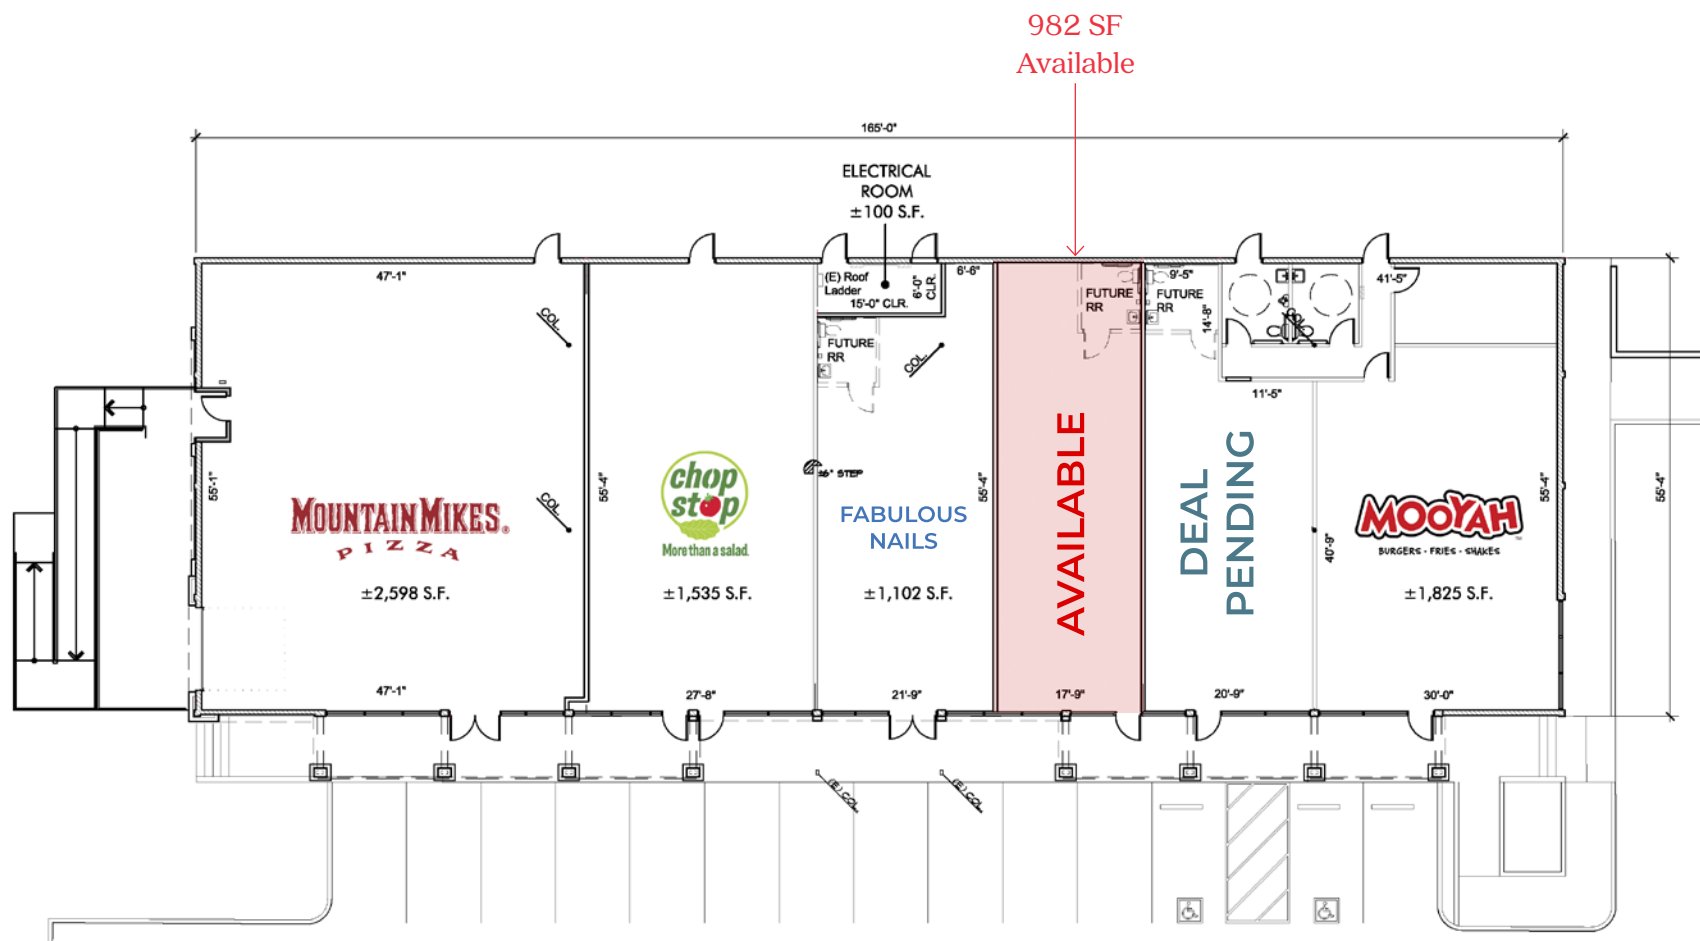 982 SF
Available
165'-0"
ELECTRICAL
ROOM
±100 S.F.
47'-1"
(E) Roof
Ladder
15'-0" CLR.
6'-0"
CLR.
6'-6"
FUTURE
RR
9'-5"
FUTURE
RR
14'-8"
COL.
41'-5"
COL.
FUTURE
RR
COL.
11'-5"
55'-1"
COL.
55'-4"
±6" STEP
55'-4"
55'-4"
55'-4"
40'-9"
MOUNTAIN MIKES.
PIZZA
±2,598 S.F.
chop
stop
More than a salad.
±1,535 S.F.
FABULOUS
NAILS
±1,102 S.F.
AVAILABLE
DEAL
PENDING
MOOYAH
BURGERS · FRIES · SHAKES
±1,825 S.F.
47'-1"
27'-8"
21'-9"
17'-9"
20'-9"
30'-0"
(E) COL.
(E) COL.